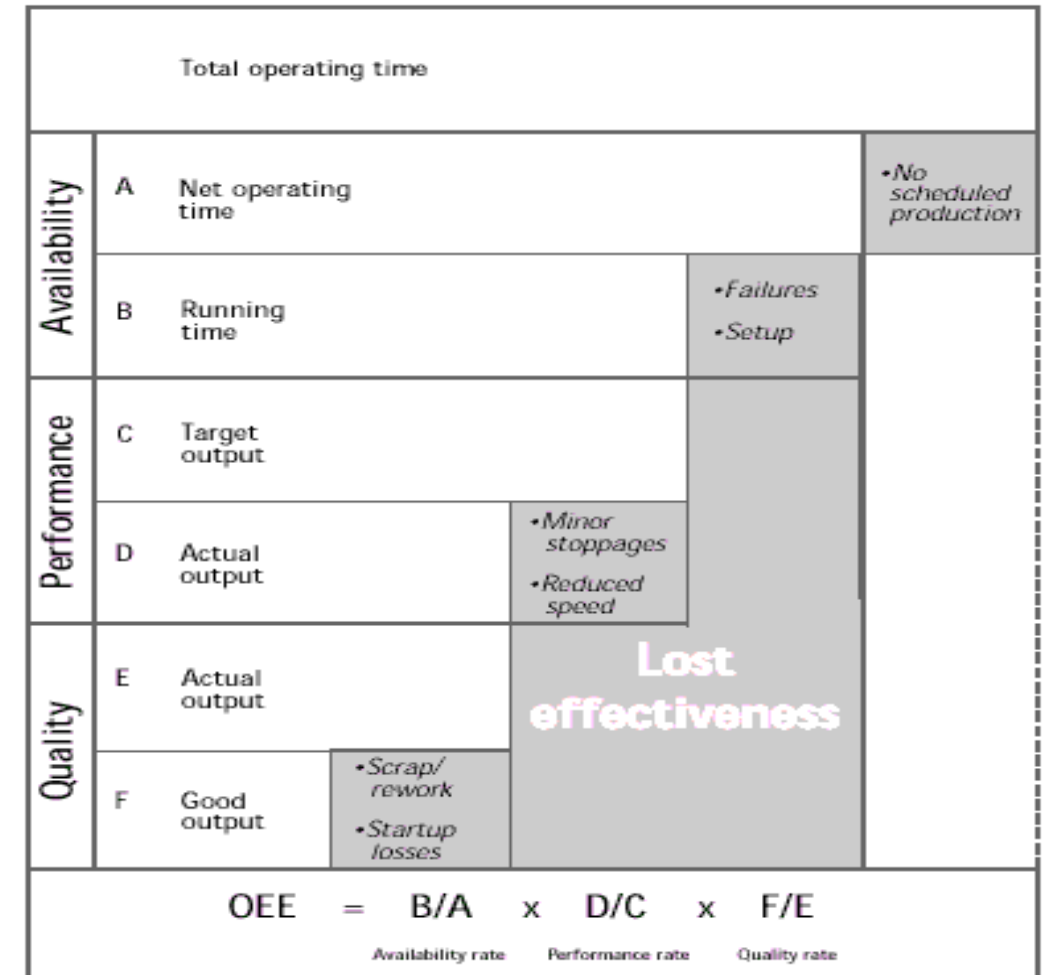 Total operating time
Availability
A Net operating
time
•No
scheduled
production
B Running
time
•Failures
•Setup
Performance
C Target
output
D Actual
output
•Minor
stoppages
•Reduced
speed
Quality
E Actual
output
Lost
effectiveness
F Good
output
•Scrap/
rework
•Startup
losses
OEE = B/A x D/C x F/E
Availability rate Performance rate Quality rate